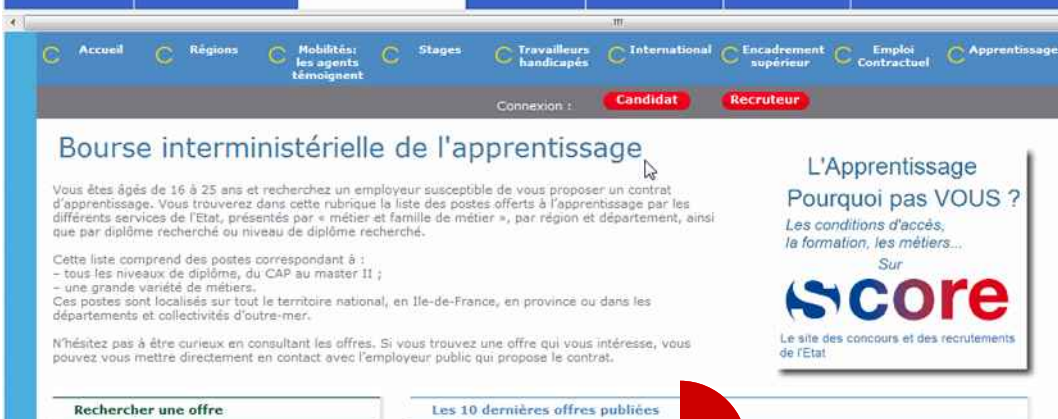 Accueil
Régions
Mobilités:
les agents
témoignent
Stages
Travailleurs
handicapés
International
Encadrement
supérieur
Emploi
Contractuel
Apprentissage
Connexion :
Candidat
Recruteur
Bourse interministérielle de l'apprentissage
Vous êtes âgés de 16 à 25 ans et recherchez un employeur susceptible de vous proposer un contrat
d'apprentissage. Vous trouverez dans cette rubrique la liste des postes offerts à l'apprentissage par les
différents services de l'Etat, présentés par « métier et famille de métier », par région et département, ainsi
que par diplôme recherché ou niveau de diplôme recherché.
Cette liste comprend des postes correspondant à :
– tous les niveaux de diplôme, du CAP au master II ;
– une grande variété de métiers.
Ces postes sont localisés sur tout le territoire national, en Ile-de-France, en province ou dans les
départements et collectivités d'outre-mer.
N'hésitez pas à être curieux en consultant les offres. Si vous trouvez une offre qui vous intéresse, vous
pouvez vous mettre directement en contact avec l'employeur public qui propose le contrat.
L'Apprentissage
Pourquoi pas VOUS ?
Les conditions d'accès,
la formation, les métiers...
Sur
score
Le site des concours et des recrutements
de l'Etat
Rechercher une offre
Les 10 dernières offres publiées